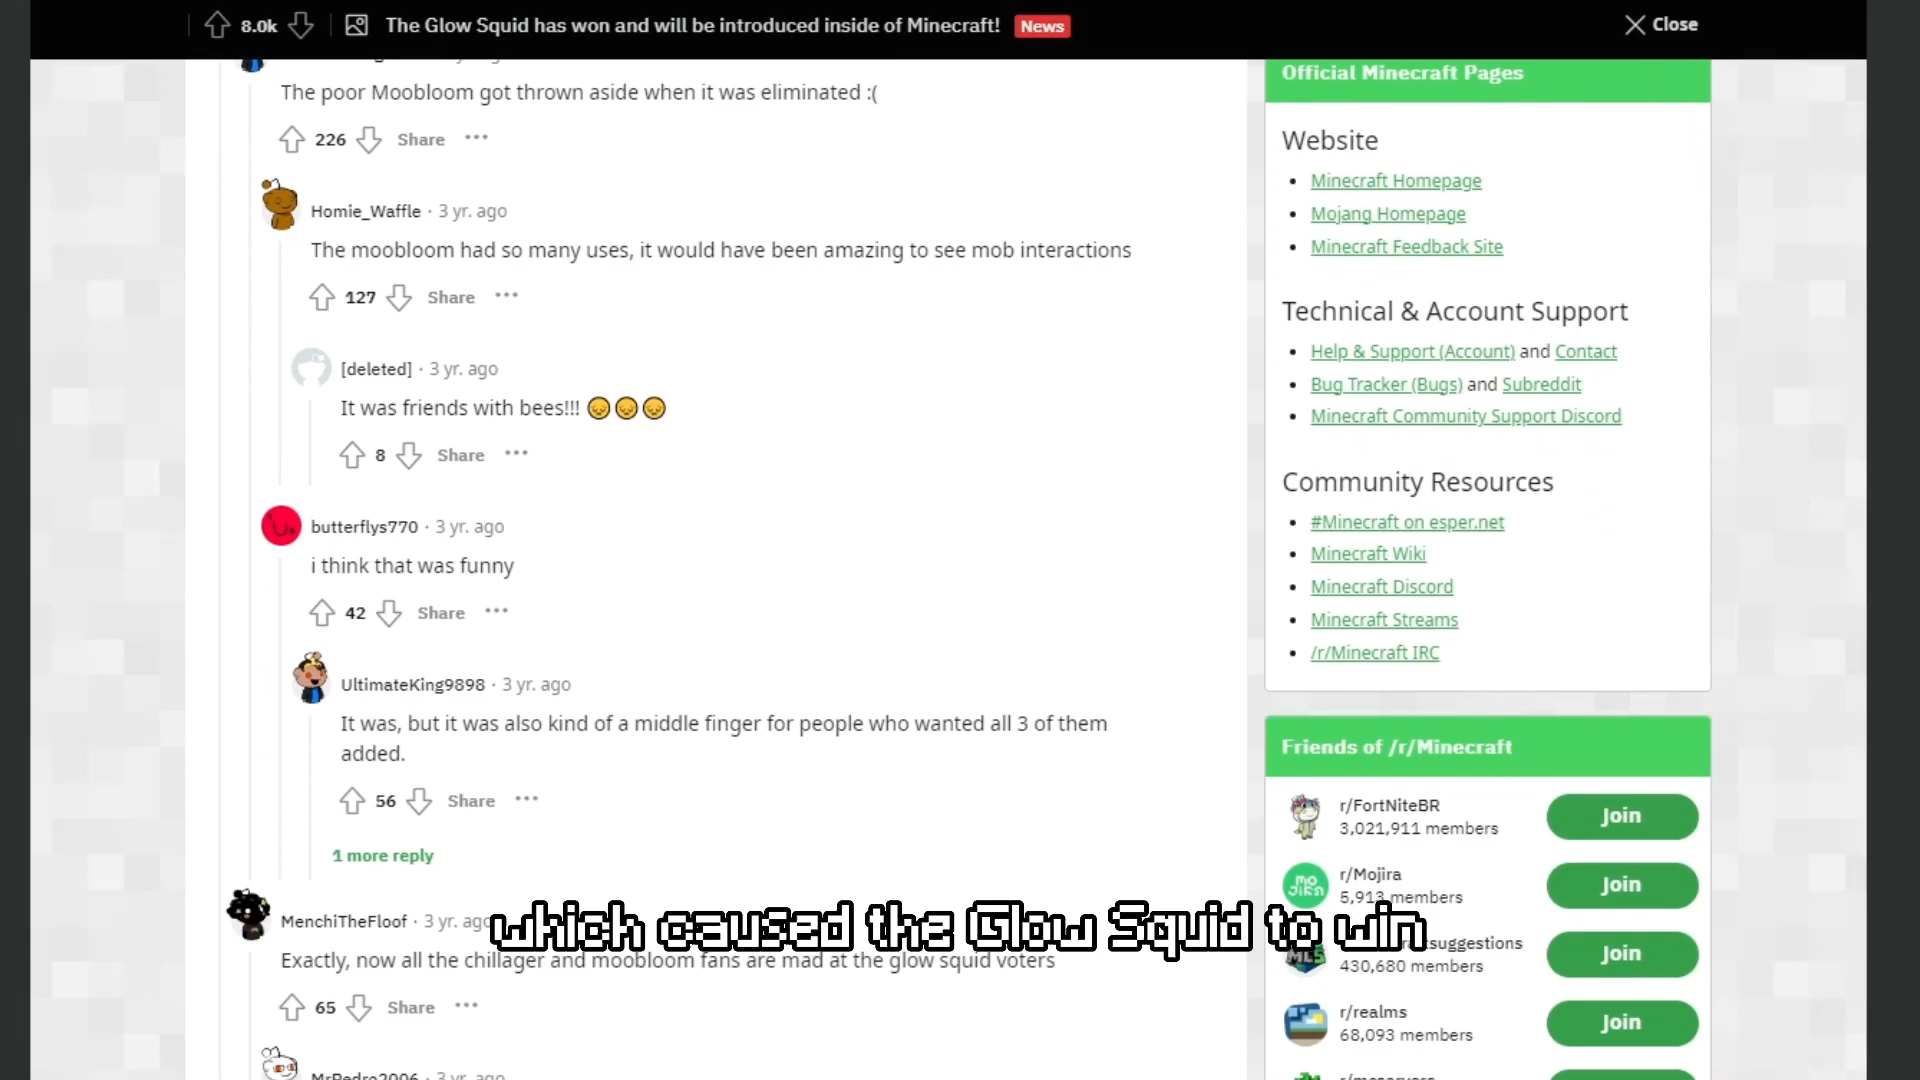 8.0k
The Glow Squid has won and will be introduced inside of Minecraft!
News
Close
The poor Moobloom got thrown aside when it was eliminated :(
226 Share ···
Homie_Waffle · 3 yr. ago
The moobloom had so many uses, it would have been amazing to see mob interactions
127 Share ···
[deleted] · 3 yr. ago
It was friends with bees!!! 😞😞😞
8 Share ···
butterflys770 · 3 yr. ago
i think that was funny
42 Share ···
UltimateKing9898 · 3 yr. ago
It was, but it was also kind of a middle finger for people who wanted all 3 of them
added.
56 Share ···
1 more reply
MenchiTheFloof · 3 yr. ago
Exactly, now all the chillager and moobloom fans are mad at the glow squid voters
65 Share ···
MrPedro2006 · 3 yr. ago
which caused the Glow Squid to win
Official Minecraft Pages
Website
• Minecraft Homepage
• Mojang Homepage
• Minecraft Feedback Site
Technical & Account Support
• Help & Support (Account) and Contact
• Bug Tracker (Bugs) and Subreddit
• Minecraft Community Support Discord
Community Resources
• #Minecraft on esper.net
• Minecraft Wiki
• Minecraft Discord
• Minecraft Streams
• /r/Minecraft IRC
Friends of /r/Minecraft
r/FortNiteBR
3,021,911 members
Join
r/Mojira
5,913 members
Join
430,680 members
Join
r/realms
68,093 members
Join